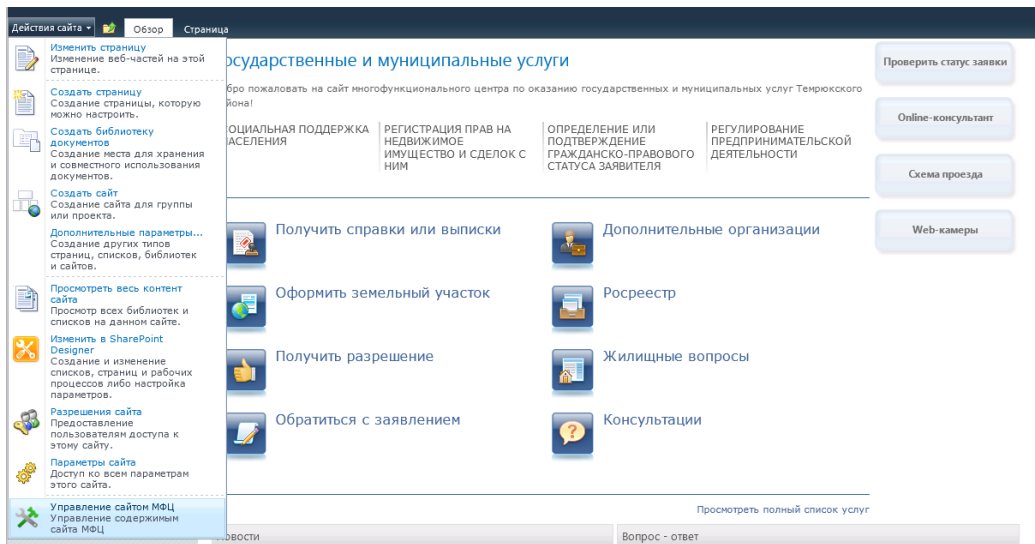 Действия сайта
Обзор
Страница
Изменить страницу
Изменение веб-частей на этой
странице.
Создать страницу
Создание страницы, которую
можно настроить.
Создать библиотеку
документов
Создание места для хранения
и совместного использования
документов.
Создать сайт
Создание сайта для группы
или проекта.
Дополнительные параметры...
Создание других типов
страниц, списков, библиотек
и сайтов.
Просмотреть весь контент
сайта
Просмотр всех библиотек и
списков на данном сайте.
Изменить в SharePoint
Designer
Создание и изменение
списков, страниц и рабочих
процессов либо настройка
параметров.
Разрешения сайта
Предоставление
пользователям доступа к
этому сайту.
Параметры сайта
Доступ ко всем параметрам
этого сайта.
Управление сайтом МФЦ
Управление содержимым
сайта МФЦ
осударственные и муниципальные услуги
бро пожаловать на сайт многофункционального центра по оказанию государственных и муниципальных услуг Темрюкского
йона!
ОЦИАЛЬНАЯ ПОДДЕРЖКА
НАСЕЛЕНИЯ
РЕГИСТРАЦИЯ ПРАВ НА
НЕДВИЖИМОЕ
ИМУЩЕСТВО И СДЕЛОК С
НИМ
ОПРЕДЕЛЕНИЕ ИЛИ
ПОДТВЕРЖДЕНИЕ
ГРАЖДАНСКО-ПРАВОВОГО
СТАТУСА ЗАЯВИТЕЛЯ
РЕГУЛИРОВАНИЕ
ПРЕДПРИНИМАТЕЛЬСКОЙ
ДЕЯТЕЛЬНОСТИ
Получить справки или выписки
Дополнительные организации
Оформить земельный участок
Росреестр
Получить разрешение
Жилищные вопросы
Обратиться с заявлением
Консультации
Просмотреть полный список услуг
овости
Вопрос - ответ
Проверить статус заявки
Online-консультант
Схема проезда
Web-камеры